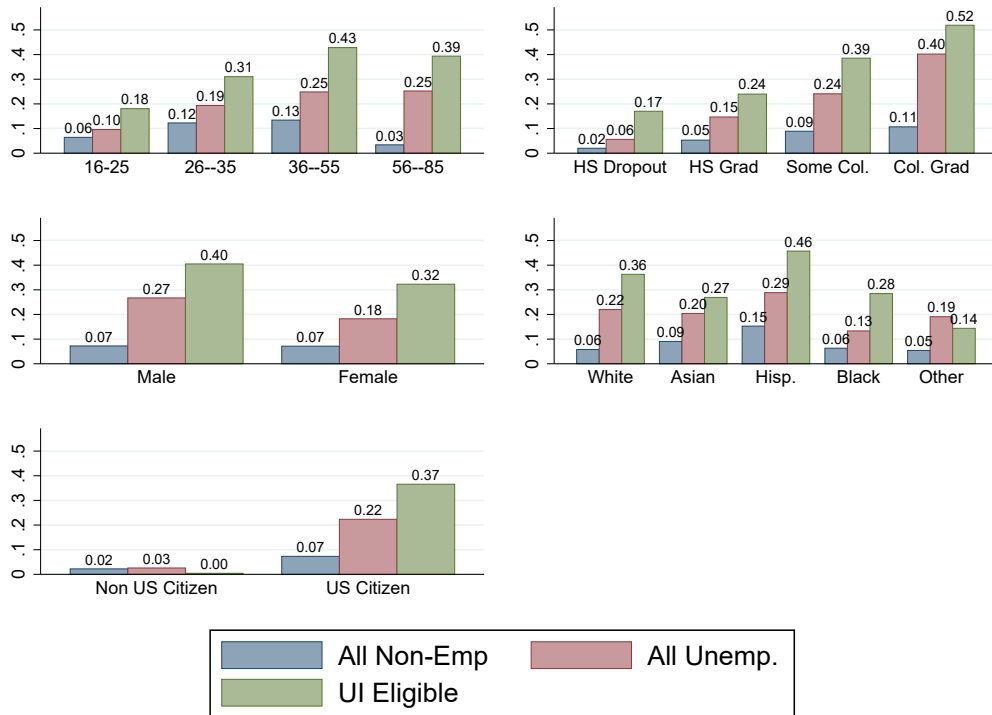 0 .1 .2 .3 .4 .5
0.06 0.10 0.18 0.12 0.19 0.31 0.13 0.25 0.43 0.03 0.25 0.39
16-25 26--35 36--55 56--85
0 .1 .2 .3 .4 .5
0.02 0.06 0.17 0.05 0.15 0.24 0.09 0.24 0.39 0.11 0.40 0.52
HS Dropout HS Grad Some Col. Col. Grad
0 .1 .2 .3 .4 .5
0.07 0.27 0.40 0.07 0.18 0.32
Male Female
0 .1 .2 .3 .4 .5
0.06 0.22 0.36 0.09 0.20 0.27 0.15 0.29 0.46 0.06 0.13 0.28 0.05 0.19 0.14
White Asian Hisp. Black Other
0 .1 .2 .3 .4 .5
0.02 0.03 0.00 0.07 0.22 0.37
Non US Citizen US Citizen
All Non-Emp All Unemp.
UI Eligible